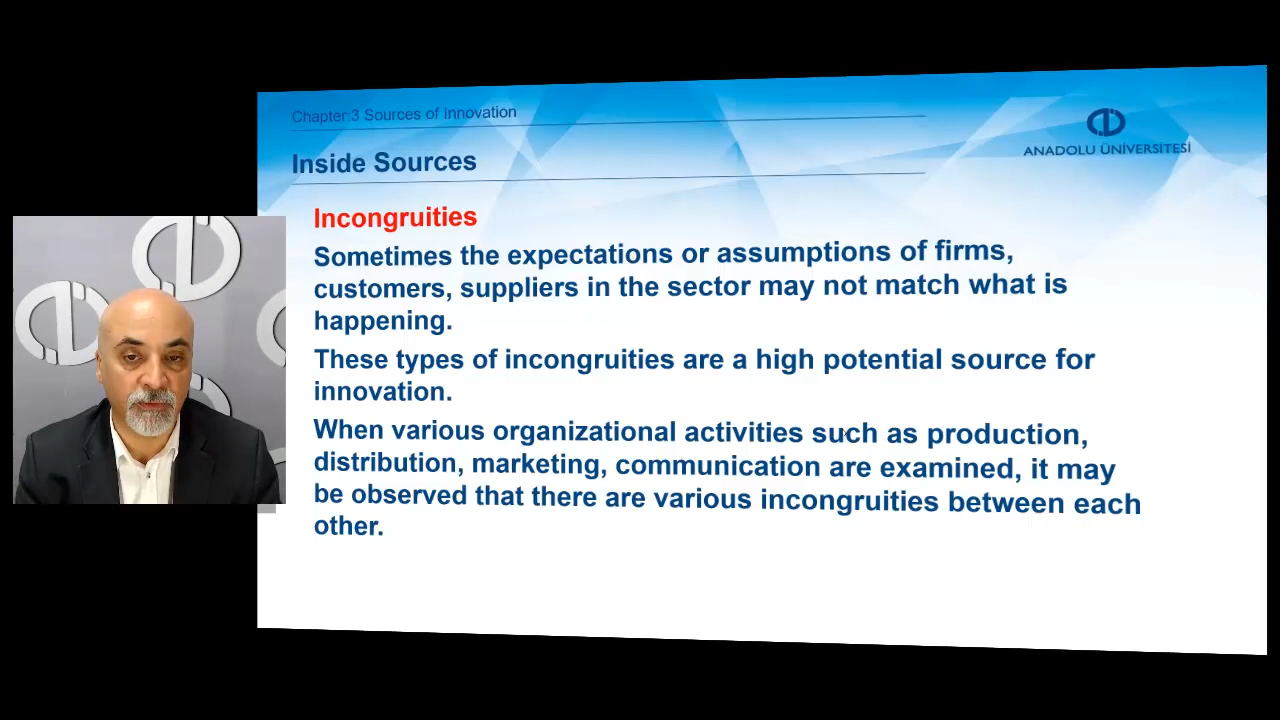 Chapter:3 Sources of Innovation
ANADOLU ÜNİVERSİTESİ
Inside Sources
Incongruities
Sometimes the expectations or assumptions of firms,
customers, suppliers in the sector may not match what is
happening.
These types of incongruities are a high potential source for
innovation.
When various organizational activities such as production,
distribution, marketing, communication are examined, it may
be observed that there are various incongruities between each
other.